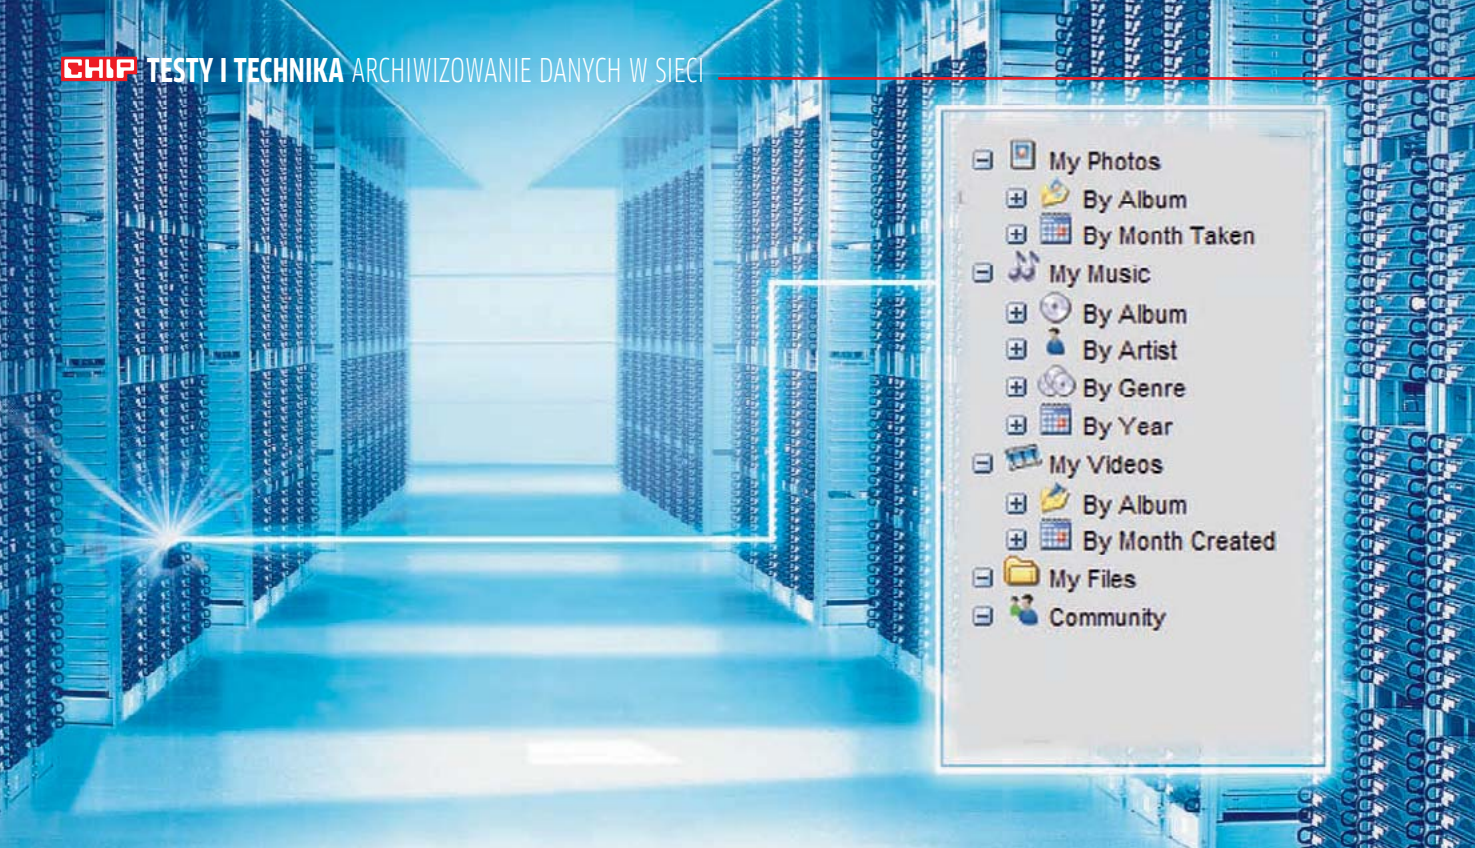 CHIP TESTY I TECHNIKA ARCHIWIZOWANIE DANYCH W SIECI
My Photos
By Album
By Month Taken
My Music
By Album
By Artist
By Genre
By Year
My Videos
By Album
By Month Created
My Files
Community